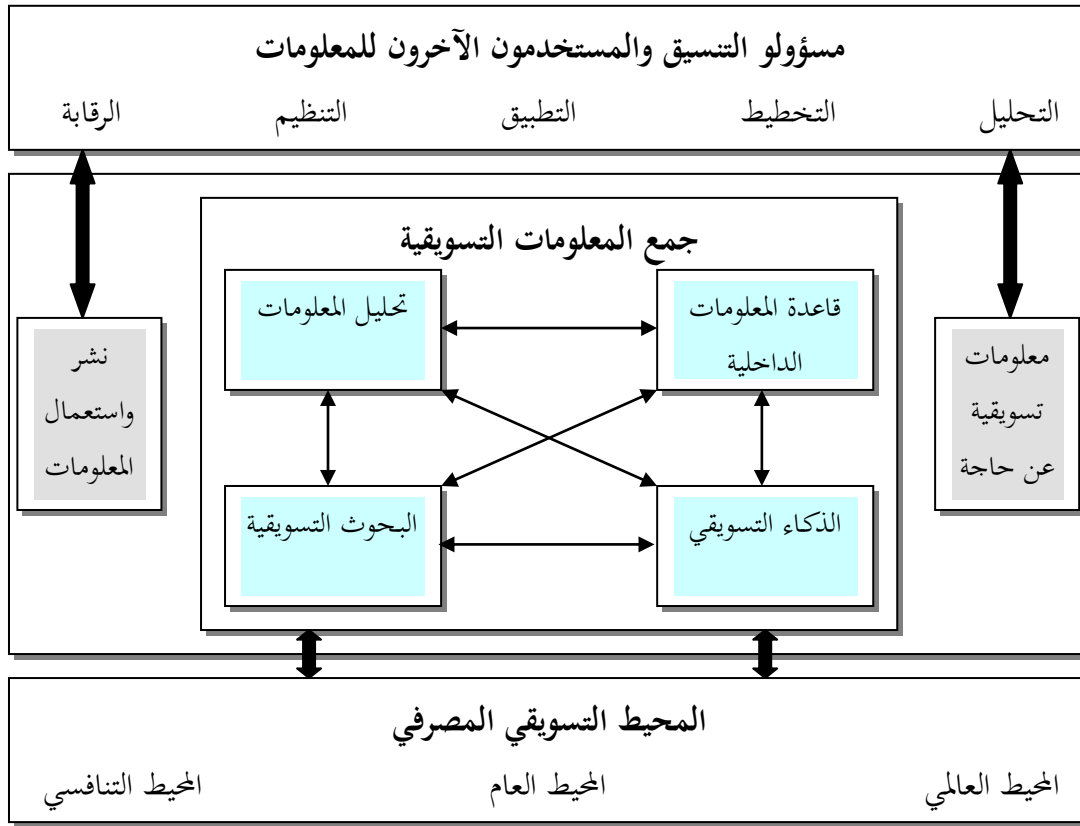 مسؤولو التنسيق والمستخدمون الآخرون للمعلومات
التحليل التخطيط التطبيق التنظيم الرقابة
جمع المعلومات التسويقية
قاعدة المعلومات
الداخلية
تحليل المعلومات
معلومات
تسويقية
عن حاجة
نشر
واستعمال
المعلومات
الذكاء التسويقي
البحوث التسويقية
المحيط التسويقي المصرفي
المحيط العالمي المحيط العام المحيط التنافسي